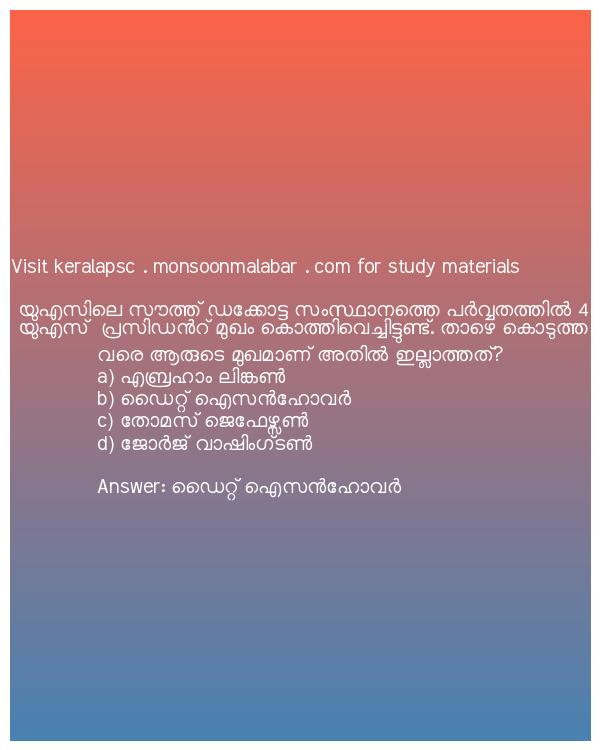 Visit keralapsc . monsoonmalabar . com for study materials
യുഎസിലെ സൗത്ത് ഡക്കോട്ട സംസ്ഥാനത്തെ പർവ്വതത്തിൽ 4
യുഎസ് പ്രസിഡൻറ് മുഖം കൊത്തിവെച്ചിട്ടുണ്ട്. താഴെ കൊടുത്ത
വരെ ആരുടെ മുഖമാണ് അതിൽ ഇല്ലാത്തത്?
a) എബ്രഹാം ലിങ്കൺ
b) ഡൈറ്റ് ഐസൻഹോവർ
c) തോമസ് ജെഫേഴ്സൺ
d) ജോർജ് വാഷിംഗ്ടൺ
Answer: ഡൈറ്റ് ഐസൻഹോവർ